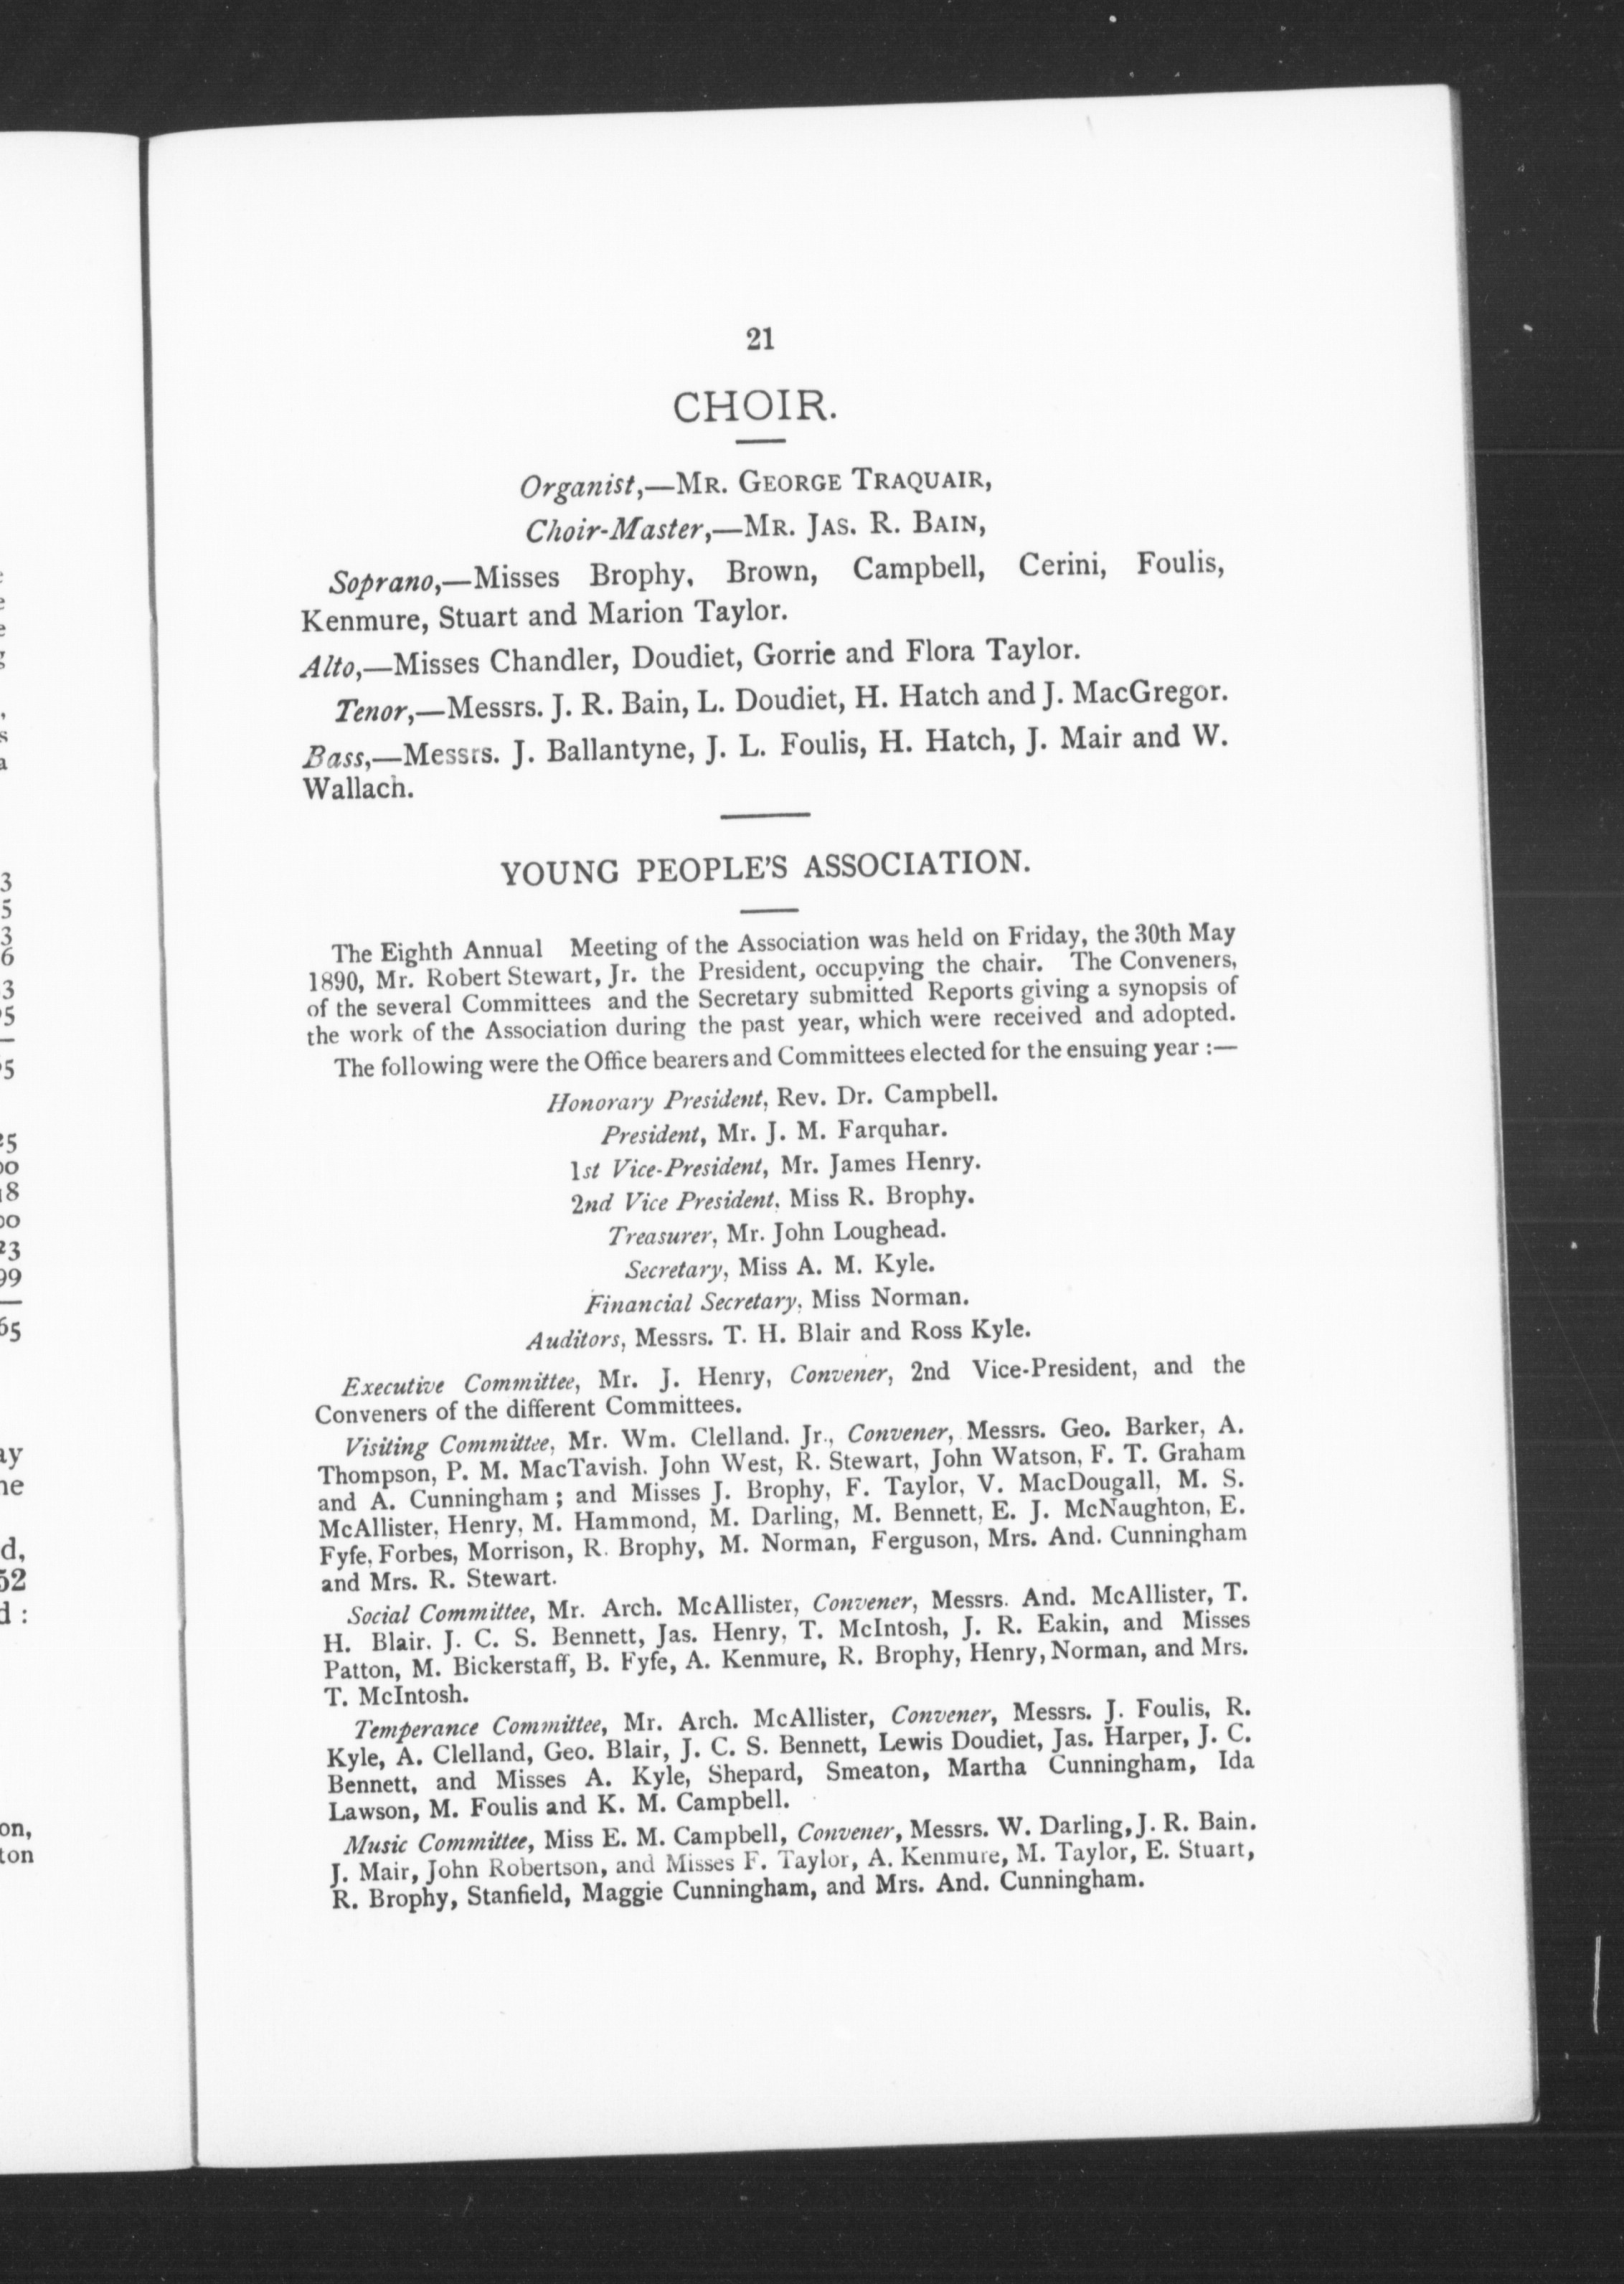 21
CHOIR.
Organist,—MR. GEORGE TRAQUAIR,
Choir-Master,—MR. JAS. R. BAIN,
Soprano,—Misses Brophy, Brown, Campbell, Cerini, Foulis,
Kenmure, Stuart and Marion Taylor.
Alto,—Misses Chandler, Doudiet, Gorrie and Flora Taylor.
Tenor,—Messrs. J. R. Bain, L. Doudiet, H. Hatch and J. MacGregor.
Bass,—Messrs. J. Ballantyne, J. L. Foulis, H. Hatch, J. Mair and W.
Wallach.
YOUNG PEOPLE'S ASSOCIATION.
The Eighth Annual Meeting of the Association was held on Friday, the 30th May
1890, Mr. Robert Stewart, Jr. the President, occupying the chair. The Conveners,
of the several Committees and the Secretary submitted Reports giving a synopsis of
the work of the Association during the past year, which were received and adopted.
The following were the Office bearers and Committees elected for the ensuing year :—
Honorary President, Rev. Dr. Campbell.
President, Mr. J. M. Farquhar.
1st Vice-President, Mr. James Henry.
2nd Vice President, Miss R. Brophy.
Treasurer, Mr. John Loughead.
Secretary, Miss A. M. Kyle.
Financial Secretary, Miss Norman.
Auditors, Messrs. T. H. Blair and Ross Kyle.
Executive Committee, Mr. J. Henry, Convener, 2nd Vice-President, and the
Conveners of the different Committees.
Visiting Committee, Mr. Wm. Clelland. Jr., Convener, Messrs. Geo. Barker, A.
Thompson, P. M. MacTavish. John West, R. Stewart, John Watson, F. T. Graham
and A. Cunningham ; and Misses J. Brophy, F. Taylor, V. MacDougall, M. S.
McAllister, Henry, M. Hammond, M. Darling, M. Bennett, E. J. McNaughton, E.
Fyfe, Forbes, Morrison, R. Brophy, M. Norman, Ferguson, Mrs. And. Cunningham
and Mrs. R. Stewart.
Social Committee, Mr. Arch. McAllister, Convener, Messrs. And. McAllister, T.
H. Blair. J. C. S. Bennett, Jas. Henry, T. McIntosh, J. R. Eakin, and Misses
Patton, M. Bickerstaff, B. Fyfe, A. Kenmure, R. Brophy, Henry, Norman, and Mrs.
T. McIntosh.
Temperance Committee, Mr. Arch. McAllister, Convener, Messrs. J. Foulis, R.
Kyle, A. Clelland, Geo. Blair, J. C. S. Bennett, Lewis Doudiet, Jas. Harper, J. C.
Bennett, and Misses A. Kyle, Shepard, Smeaton, Martha Cunningham, Ida
Lawson, M. Foulis and K. M. Campbell.
Music Committee, Miss E. M. Campbell, Convener, Messrs. W. Darling, J. R. Bain.
J. Mair, John Robertson, and Misses F. Taylor, A. Kenmure, M. Taylor, E. Stuart,
R. Brophy, Stanfield, Maggie Cunningham, and Mrs. And. Cunningham.